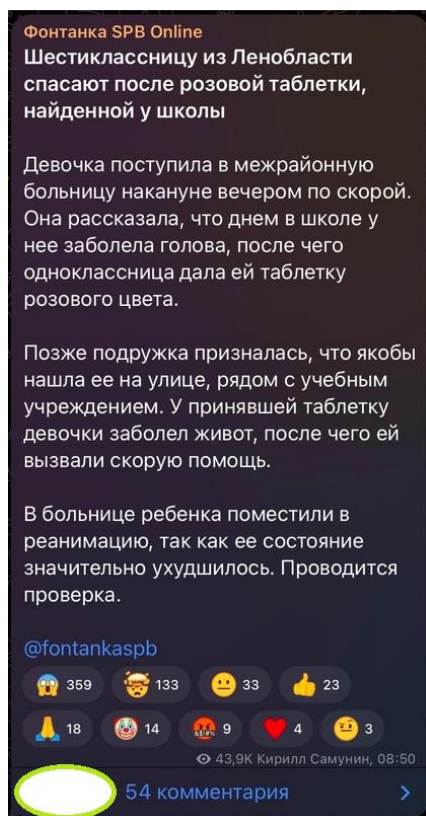 Фонтанка SPB Online
Шестиклассницу из Ленобласти
спасают после розовой таблетки,
найденной у школы
Девочка поступила в межрайонную
больницу накануне вечером по скорой.
Она рассказала, что днем в школе у
нее заболела голова, после чего
одноклассница дала ей таблетку
розового цвета.
Позже подружка призналась, что якобы
нашла ее на улице, рядом с учебным
учреждением. У принявшей таблетку
девочки заболел живот, после чего ей
вызвали скорую помощь.
В больнице ребенка поместили в
реанимацию, так как ее состояние
значительно ухудшилось. Проводится
проверка.
@fontankaspb
359 133 33 23
18 14 9 4 3
43,9K Кирилл Самунин, 08:50
54 комментария